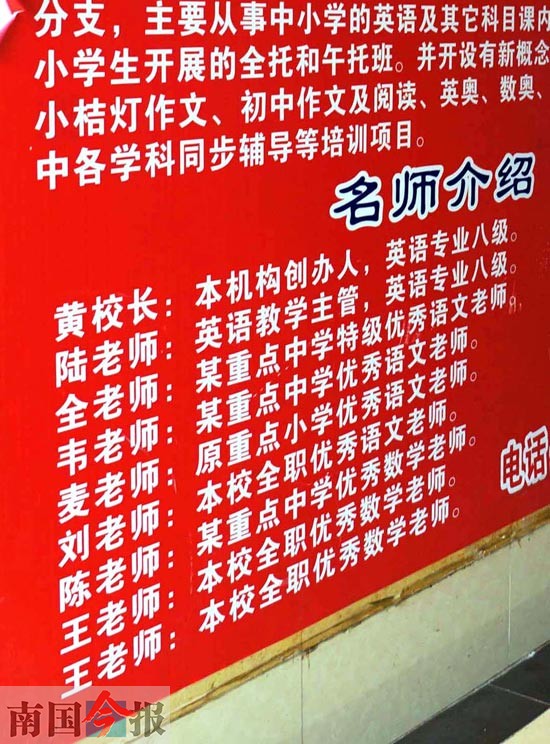 分支，主要从事中小学的英语及其它科目课内
小学生开展的全托和午托班。并开设有新概念
小桔灯作文、初中作文及阅读、英奥、数奥、
中各学科同步辅导等培训项目。
名师介绍
黄校长：本机构创办人，英语专业八级。
陆老师：英语教学主管，英语专业八级。
全老师：某重点中学特级优秀语文老师。
韦老师：某重点中学优秀语文老师。
麦老师：原重点小学优秀语文老师。
刘老师：本校全职优秀语文老师。
陈老师：某重点中学优秀数学老师。
王老师：本校全职优秀数学老师。
王老师：本校全职优秀数学老师。
电话
南国今报